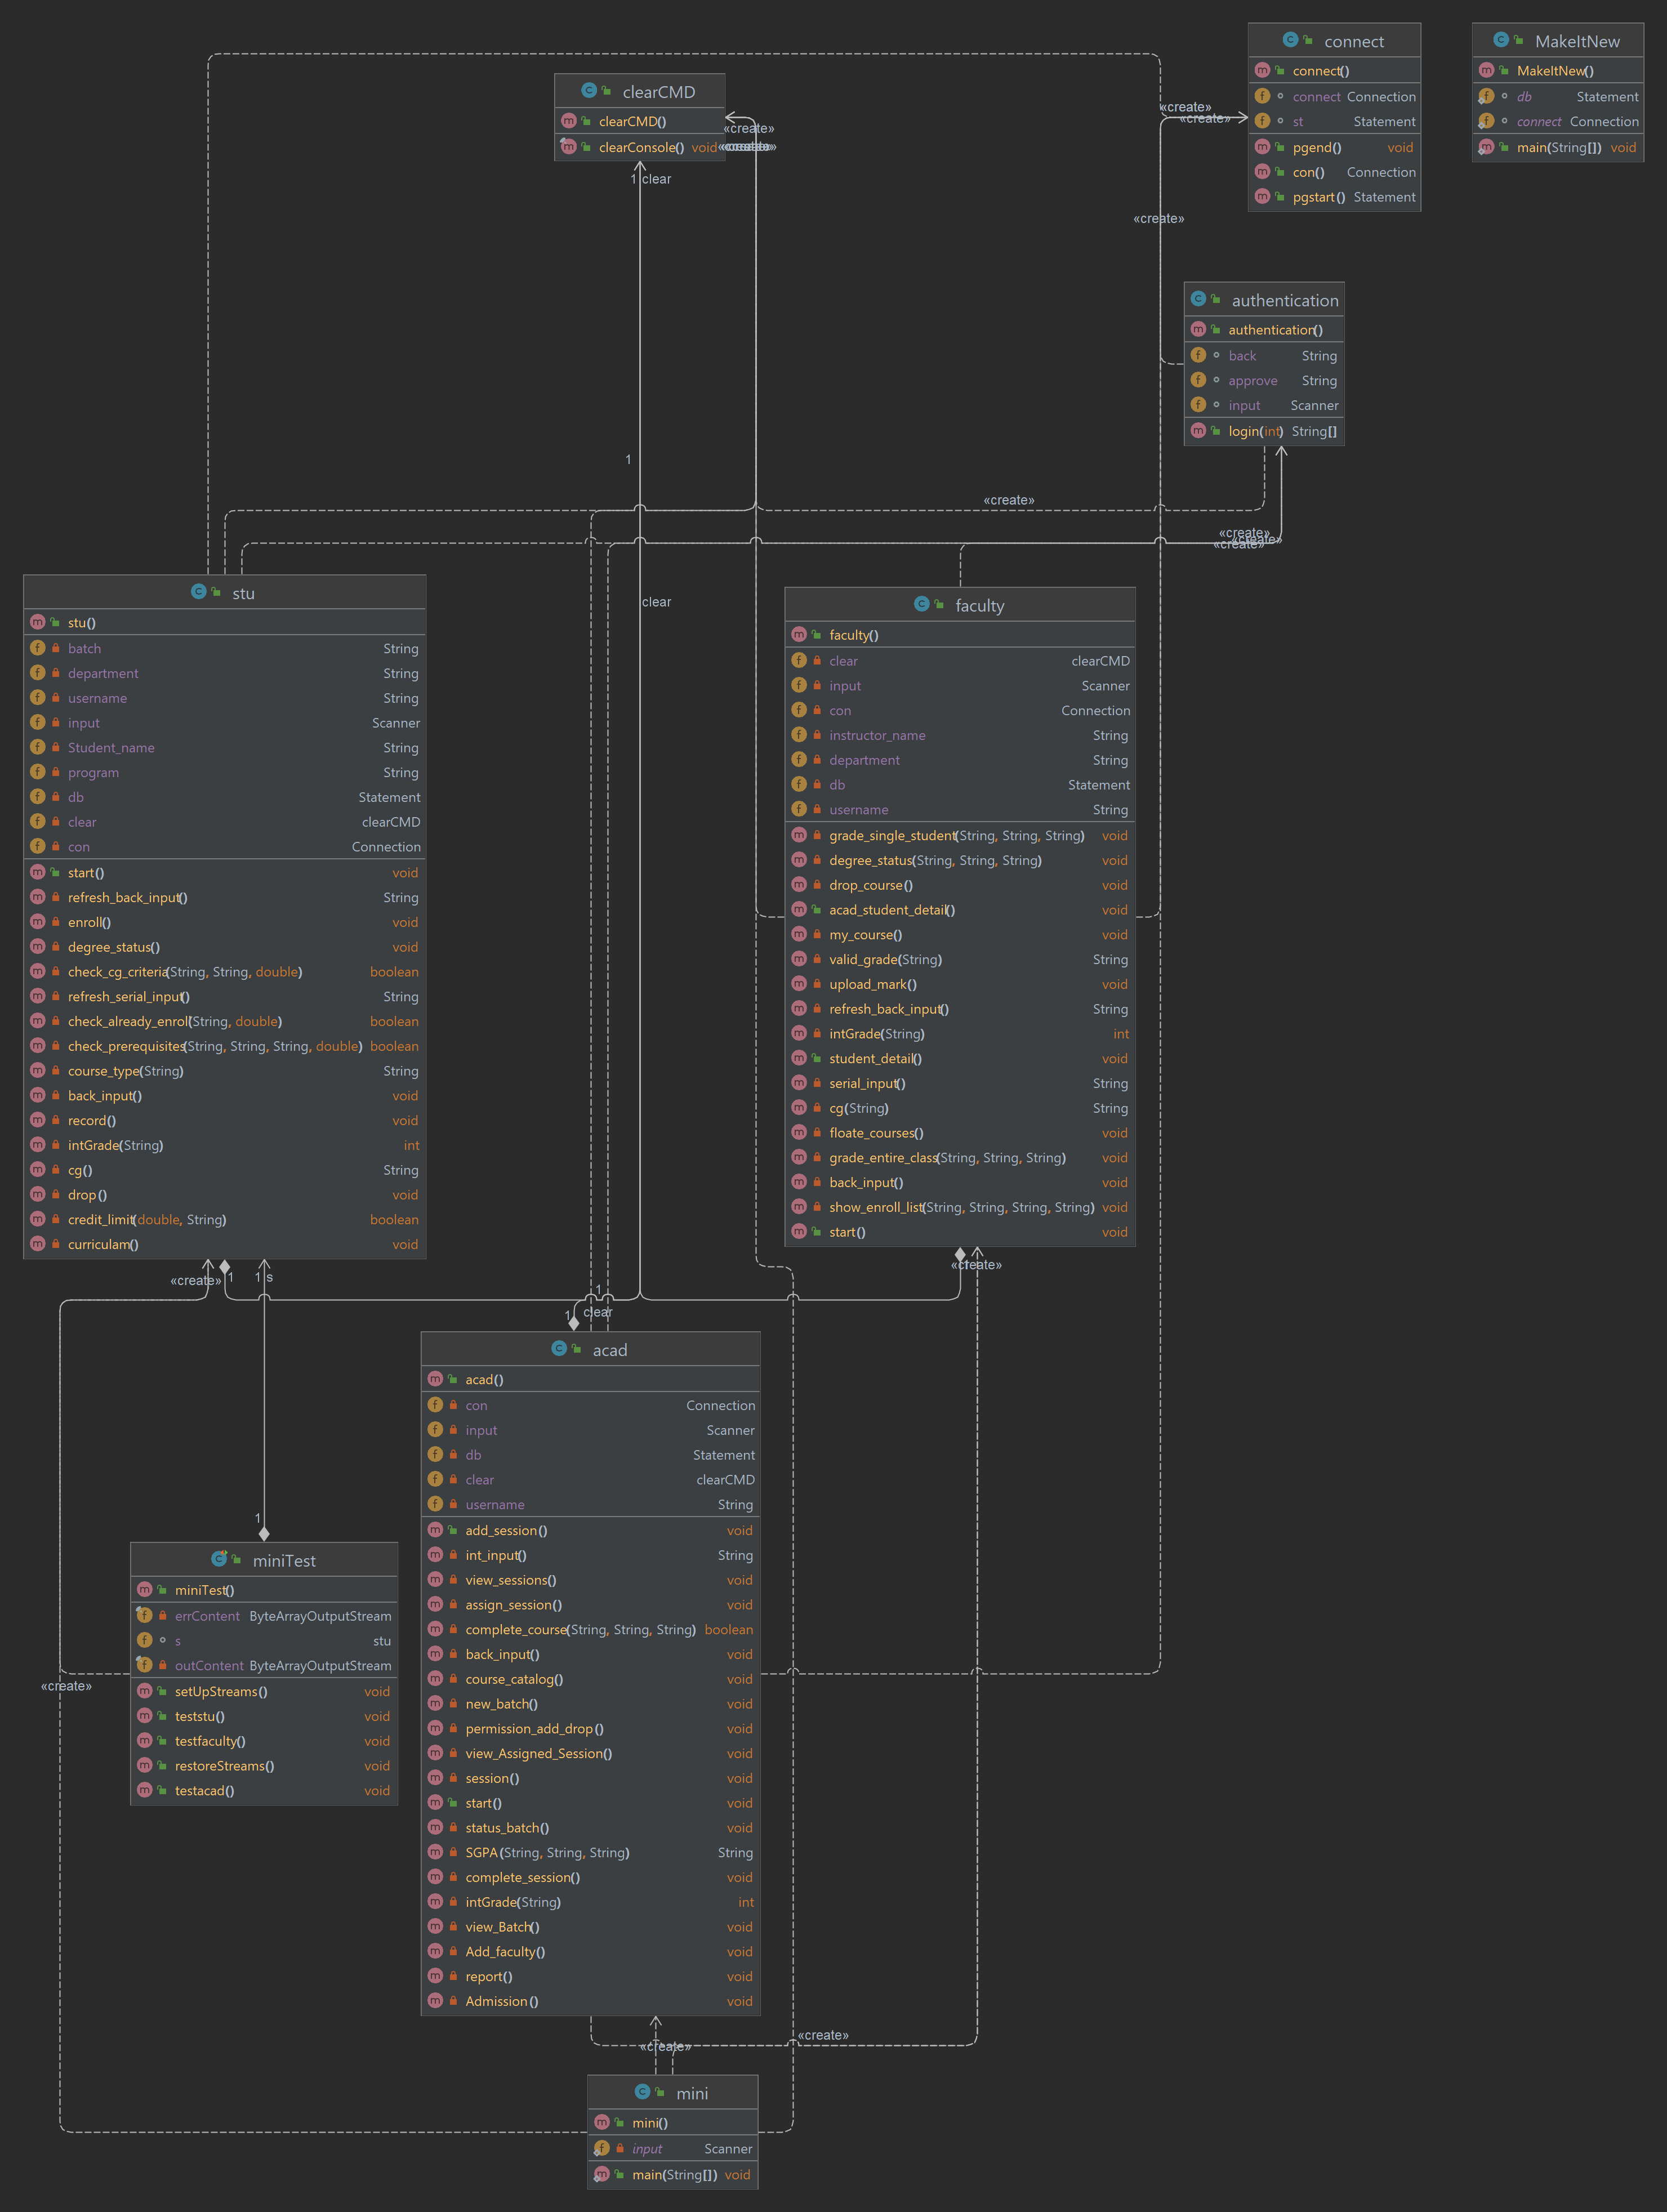 connect
connect()
connect Connection
st Statement
pgend() void
con() Connection
pgstart() Statement
MakeItNew
MakeItNew()
db Statement
connect Connection
main(String[]) void
clearCMD
clearCMD()
clearConsole() void
«create»
«create»
«create»
«create»
«create»
1 clear
authentication
authentication()
back String
approve String
input Scanner
login(int) String[]
1
«create»
«create»
«create»
clear
stu
stu()
batch String
department String
username String
input Scanner
Student_name String
program String
db Statement
clear clearCMD
con Connection
start() void
refresh_back_input() String
enroll() void
degree_status() void
check_cg_criteria(String, String, double) boolean
refresh_serial_input() String
check_already_enroll(String, double) boolean
check_prerequisites(String, String, String, double) boolean
course_type(String) String
back_input() void
record() void
intGrade(String) int
cg() String
drop() void
credit_limit(double, String) boolean
curriculam() void
faculty
faculty()
clear clearCMD
input Scanner
con Connection
instructor_name String
department String
db Statement
username String
grade_single_student(String, String, String) void
degree_status(String, String, String) void
drop_course() void
acad_student_detail() void
my_course() void
valid_grade(String) String
upload_mark() void
refresh_back_input() String
intGrade(String) int
student_detail() void
serial_input() String
cg(String) String
floate_courses() void
grade_entire_class(String, String, String) void
back_input() void
show_enroll_list(String, String, String, String) void
start() void
«create»
1
1 s
1
«create»
1
clear
1
acad
acad()
con Connection
input Scanner
db Statement
clear clearCMD
username String
add_session() void
int_input() String
view_sessions() void
assign_session() void
complete_course(String, String, String) boolean
back_input() void
course_catalog() void
new_batch() void
permission_add_drop() void
view_Assigned_Session() void
session() void
start() void
status_batch() void
SGPA(String, String, String) String
complete_session() void
intGrade(String) int
view_Batch() void
Add_faculty() void
report() void
Admission() void
1
miniTest
miniTest()
errContent ByteArrayOutputStream
s stu
outContent ByteArrayOutputStream
setUpStreams() void
teststu() void
testfaculty() void
restoreStreams() void
testacad() void
«create»
«create»
«create»
mini
mini()
input Scanner
main(String[]) void